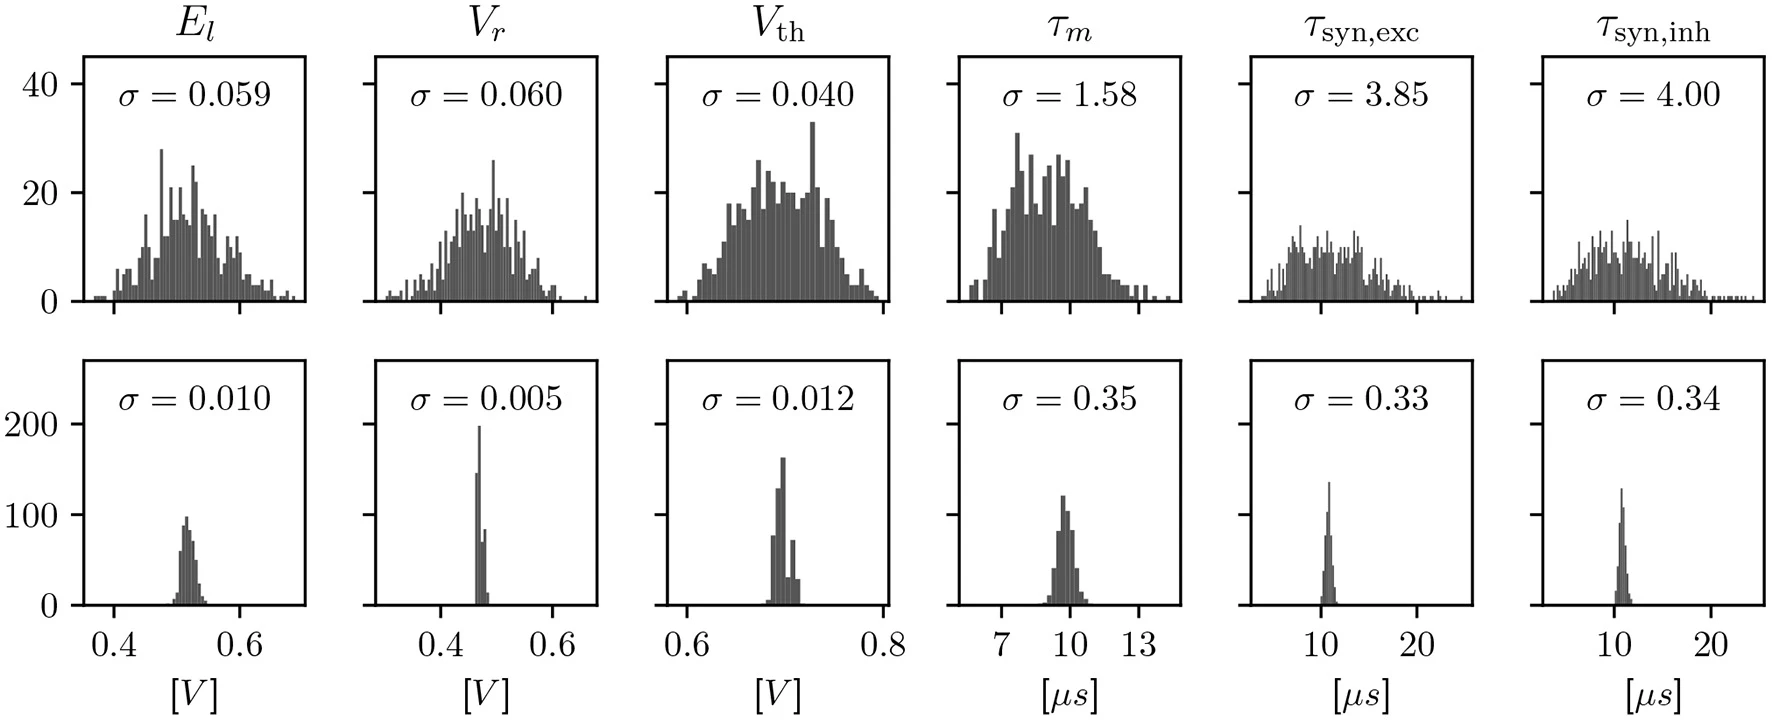 E_l V_r V_th τ_m τ_syn,exc τ_syn,inh
40 σ = 0.059 σ = 0.060 σ = 0.040 σ = 1.58 σ = 3.85 σ = 4.00
20
0
σ = 0.010 σ = 0.005 σ = 0.012 σ = 0.35 σ = 0.33 σ = 0.34
200
100
0
0.4 0.6 0.4 0.6 0.6 0.8 7 10 13 10 20 10 20
[V] [V] [V] [μs] [μs] [μs]